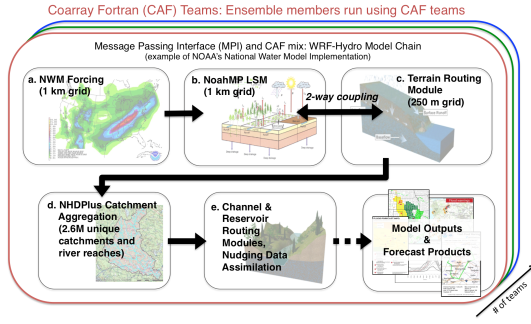 Coarray Fortran (CAF) Teams: Ensemble members run using CAF teams
Message Passing Interface (MPI) and CAF mix: WRF-Hydro Model Chain
(example of NOAA's National Water Model Implementation)
a. NWM Forcing
(1 km grid)
b. NoahMP LSM
(1 km grid)
2-way coupling
c. Terrain Routing
Module
(250 m grid)
d. NHDPlus Catchment
Aggregation
(2.6M unique
catchments and
river reaches)
e. Channel &
Reservoir
Routing
Modules,
Nudging Data
Assimilation
Model Outputs
&
Forecast Products
# of teams